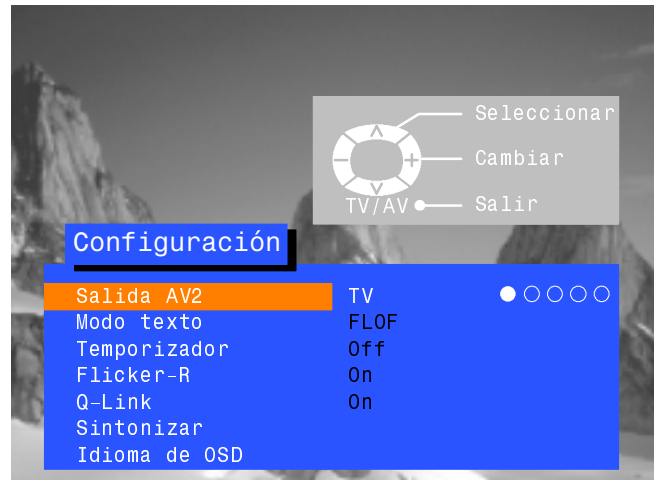 Seleccionar
Cambiar
TV/AV Salir
Configuración
Salida AV2 TV
Modo texto FLOF
Temporizador Off
Flicker-R On
Q-Link On
Sintonizar
Idioma de OSD